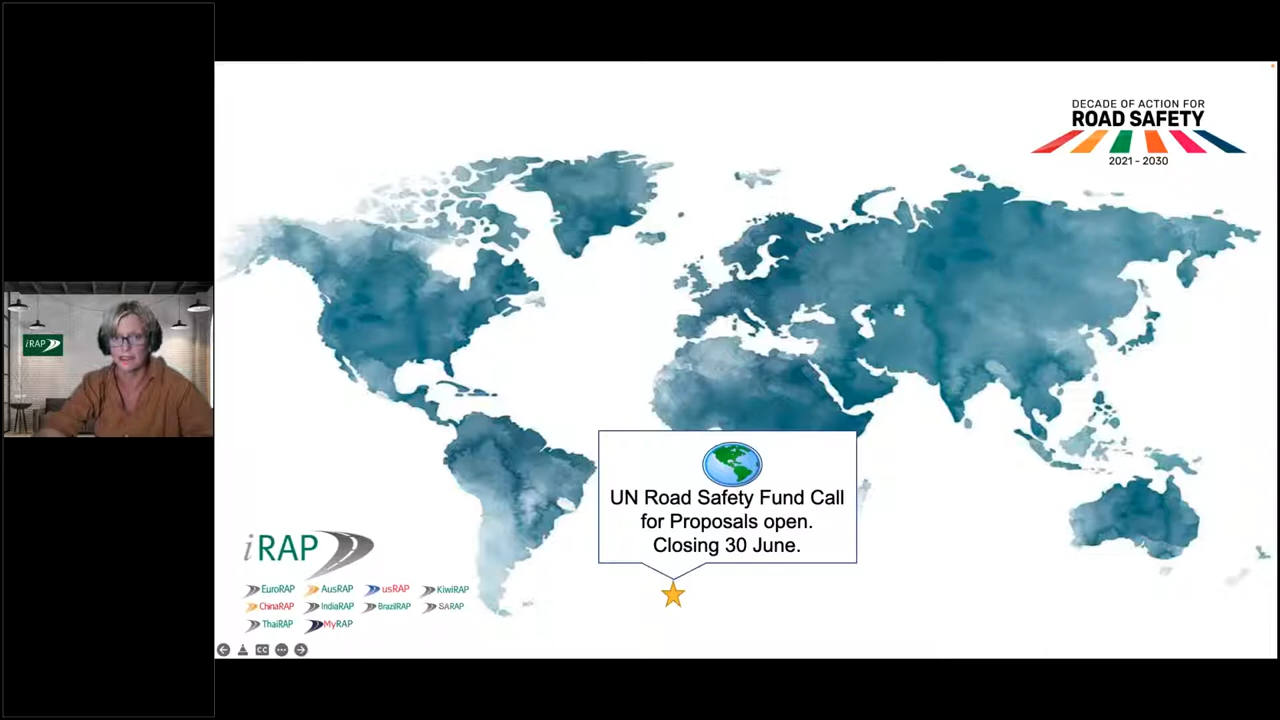 DECADE OF ACTION FOR
ROAD SAFETY
2021 - 2030
iRAP
UN Road Safety Fund Call
for Proposals open.
Closing 30 June.
iRAP
EuroRAP AusRAP usRAP KiwiRAP
ChinaRAP IndiaRAP BrazilRAP SARAP
ThaiRAP MyRAP
CC